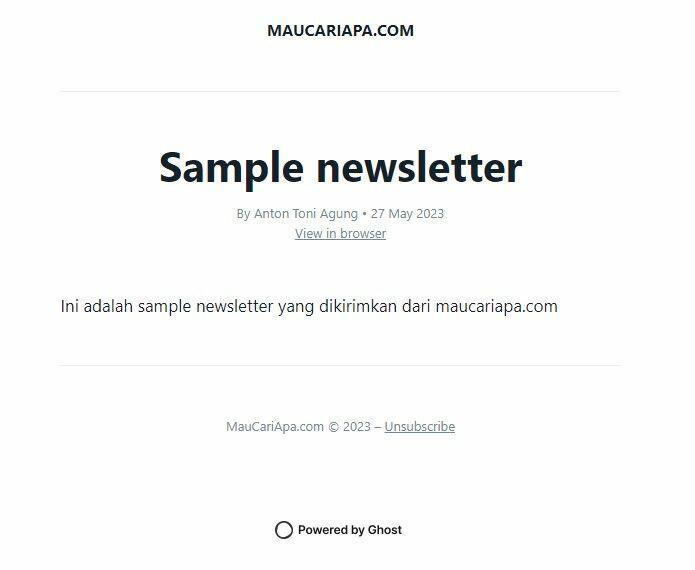 MAUCARIAPA.COM
Sample newsletter
By Anton Toni Agung • 27 May 2023
View in browser
Ini adalah sample newsletter yang dikirimkan dari maucariapa.com
MauCariApa.com © 2023 – Unsubscribe
Powered by Ghost